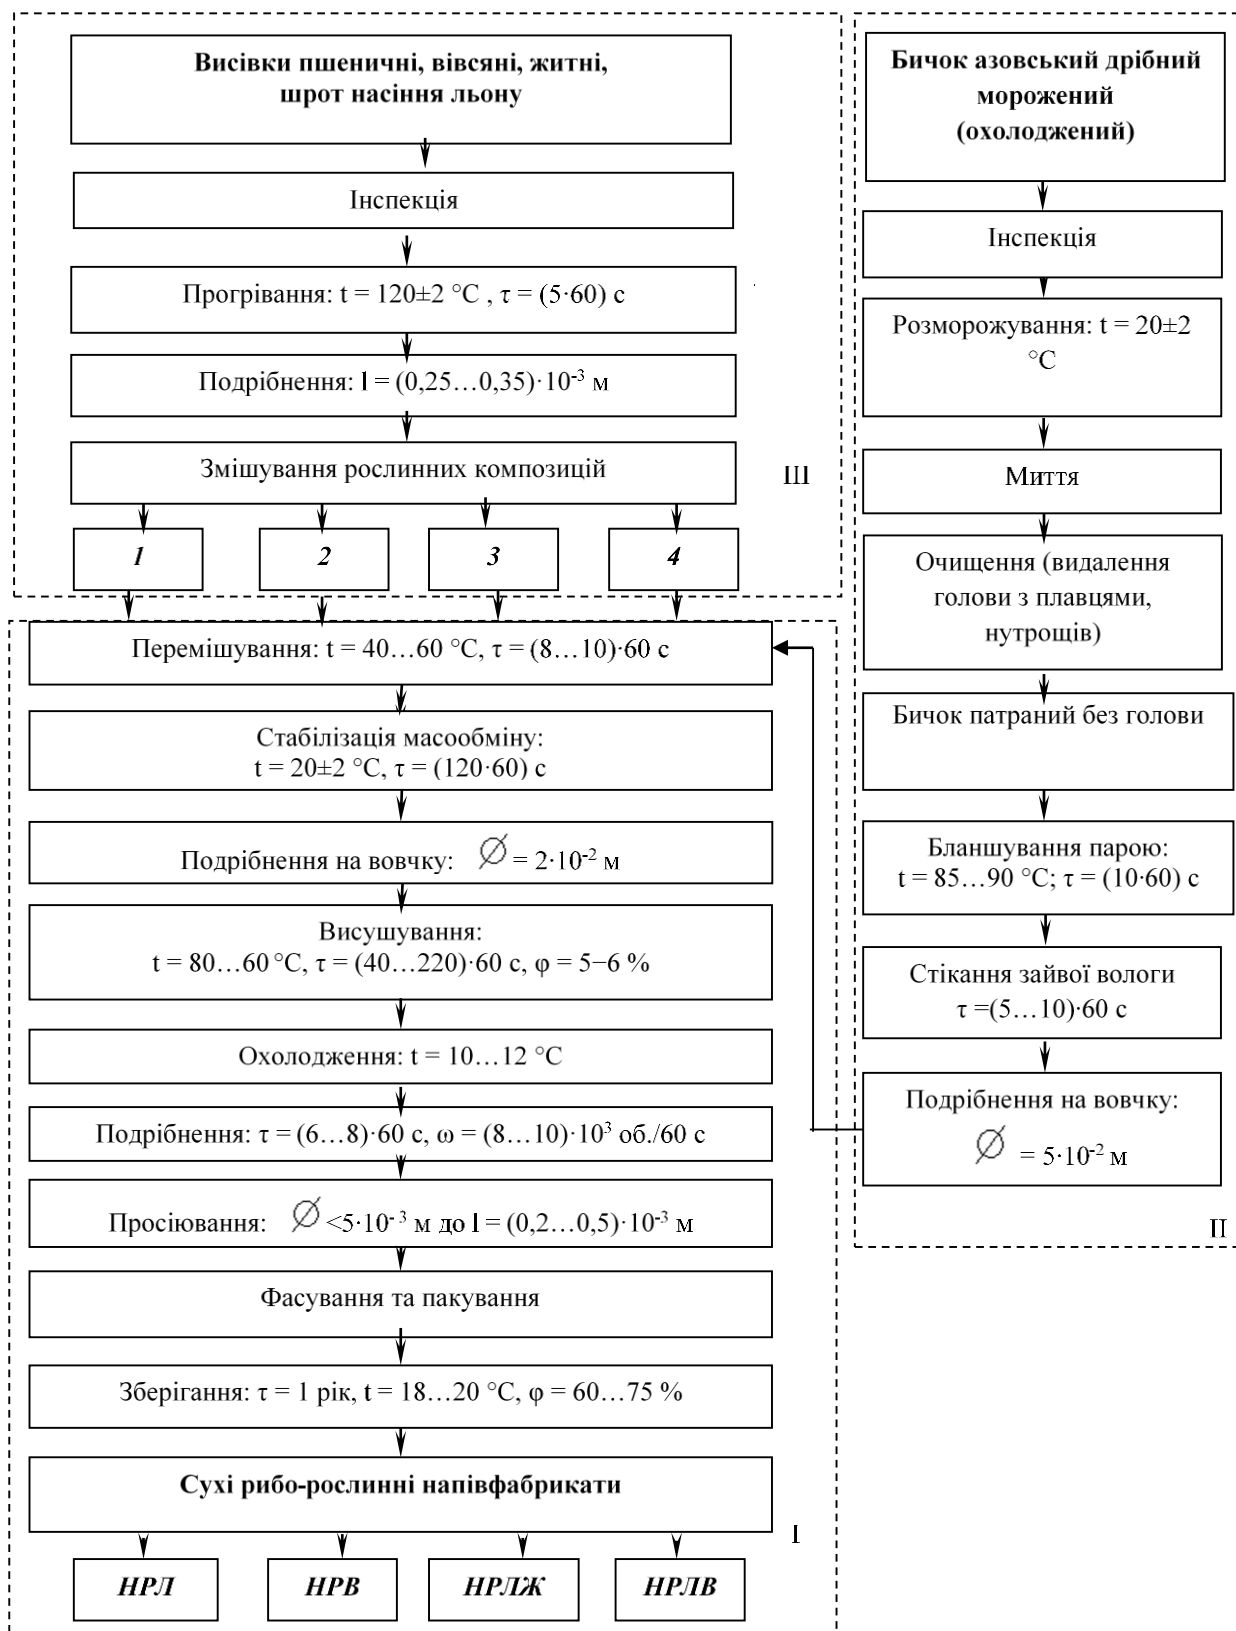 Висівки пшеничні, вівсяні, житні,
шрот насіння льону
Інспекція
Прогрівання: t = 120±2 °C , τ = (5·60) с
Подрібнення: l = (0,25…0,35)·10⁻³ м
Змішування рослинних композицій
III
1
2
3
4
Бичок азовський дрібний
морожений
(охолоджений)
Інспекція
Розморожування: t = 20±2
°C
Миття
Очищення (видалення
голови з плавцями,
нутрощів)
Бичок патраний без голови
Бланшування парою:
t = 85…90 °C; τ = (10·60) с
Стікання зайвої вологи
τ =(5…10)·60 с
Подрібнення на вовчку:
∅ = 5·10⁻² м
II
Перемішування: t = 40…60 °C, τ = (8…10)·60 с
Стабілізація масообміну:
t = 20±2 °C, τ = (120·60) с
Подрібнення на вовчку: ∅ = 2·10⁻² м
Висушування:
t = 80…60 °C, τ = (40…220)·60 с, φ = 5−6 %
Охолодження: t = 10…12 °C
Подрібнення: τ = (6…8)·60 с, ω = (8…10)·10³ об./60 с
Просіювання: ∅ <5·10⁻³ м до l = (0,2…0,5)·10⁻³ м
Фасування та пакування
Зберігання: τ = 1 рік, t = 18…20 °C, φ = 60…75 %
Сухі рибо-рослинні напівфабрикати
I
НРЛ
НРВ
НРЛЖ
НРЛВ